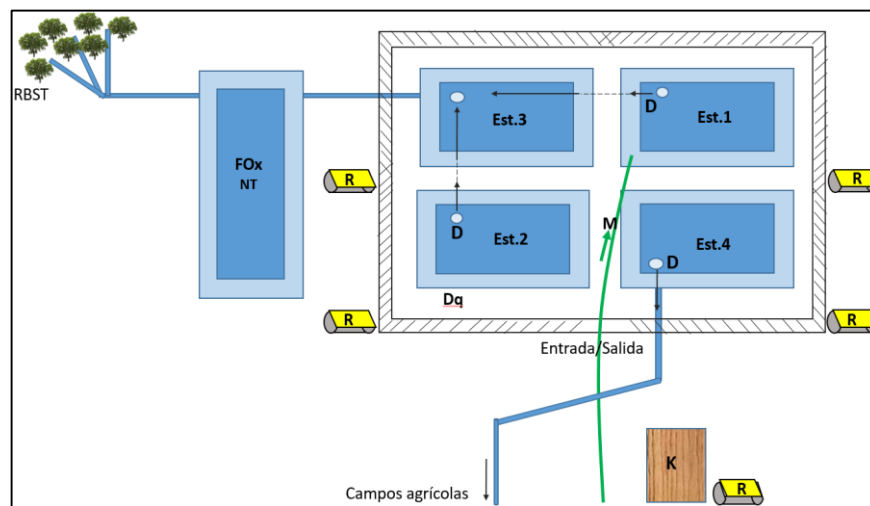 RBST
FOx
NT
Est.3
D
Est.1
R
R
D
Est.2
M
Est.4
D
Dq
R
R
Entrada/Salida
K
R
Campos agrícolas